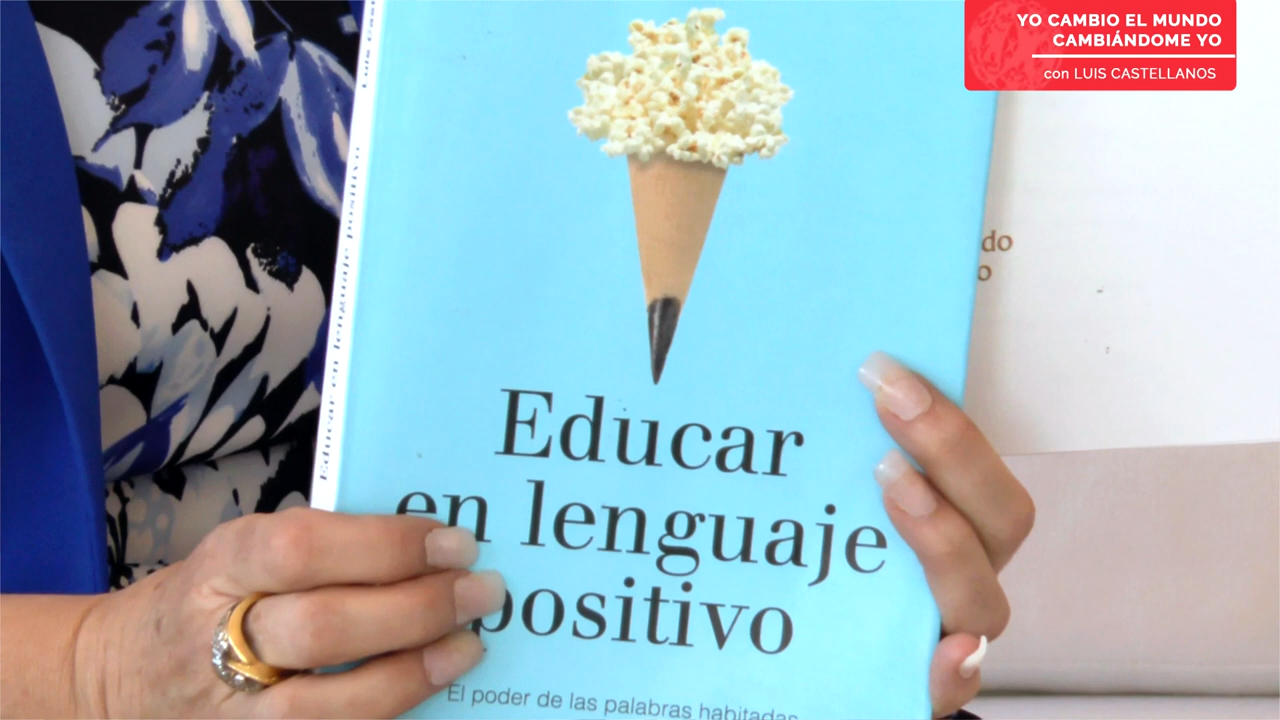 YO CAMBIO EL MUNDO
CAMBIÁNDOME YO
con LUIS CASTELLANOS
Educar en lenguaje positivo
do
o
Educar
en lenguaje
positivo
El poder de las palabras habitadas